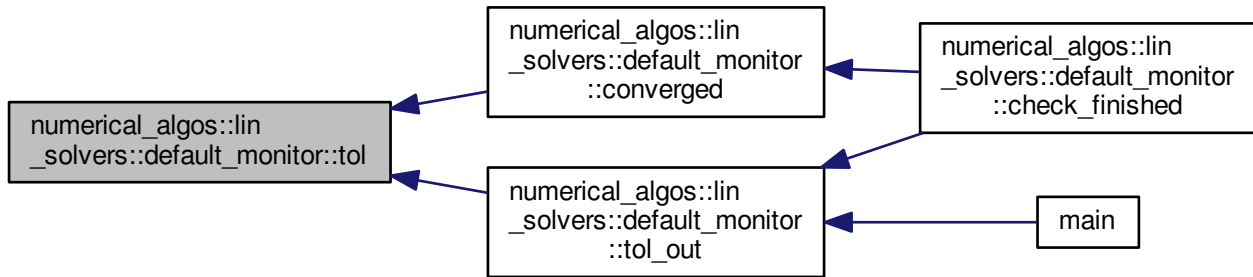 numerical_algos::lin
_solvers::default_monitor::tol
numerical_algos::lin
_solvers::default_monitor
::converged
numerical_algos::lin
_solvers::default_monitor
::tol_out
numerical_algos::lin
_solvers::default_monitor
::check_finished
main